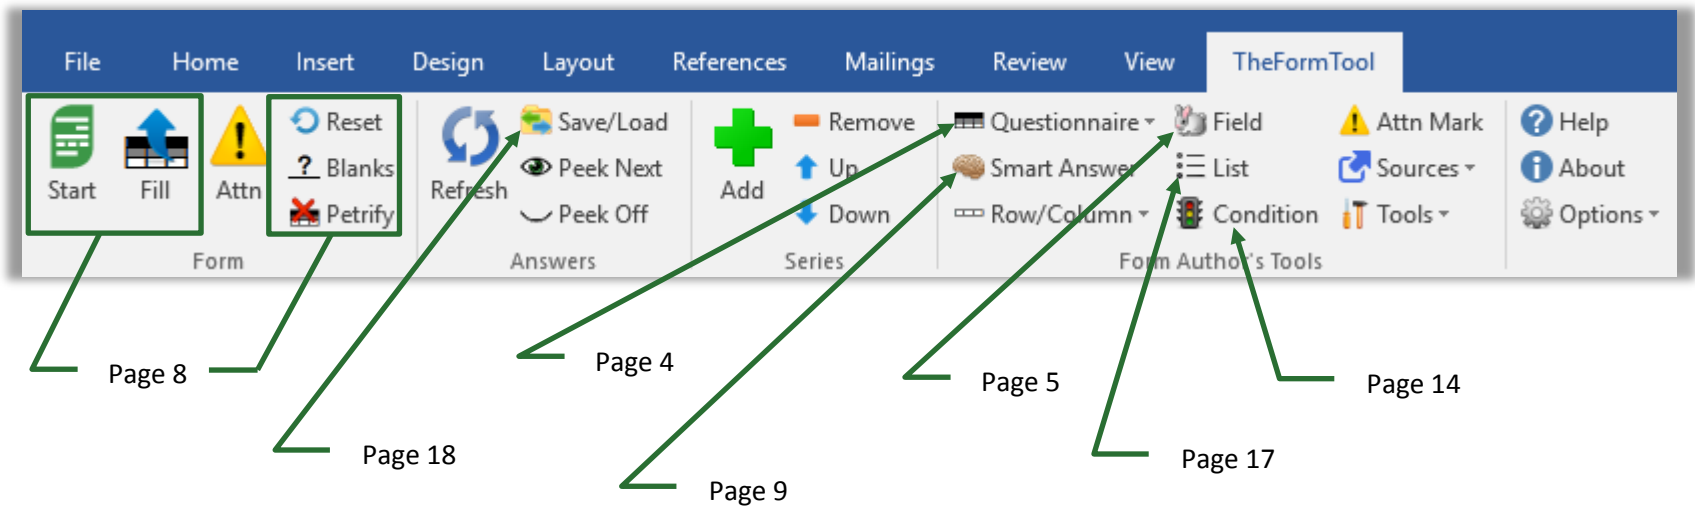 File Home Insert Design Layout References Mailings Review View TheFormTool
Start Fill Attn
Reset
? Blanks
Petrify
Form
Refresh
Save/Load
Peek Next
Peek Off
Answers
Add
Remove
Up
Down
Series
Questionnaire
Smart Answer
Row/Column
Field
List
Condition
Attn Mark
Sources
Tools
Form Author's Tools
Help
About
Options
Page 8
Page 18
Page 4
Page 9
Page 5
Page 17
Page 14